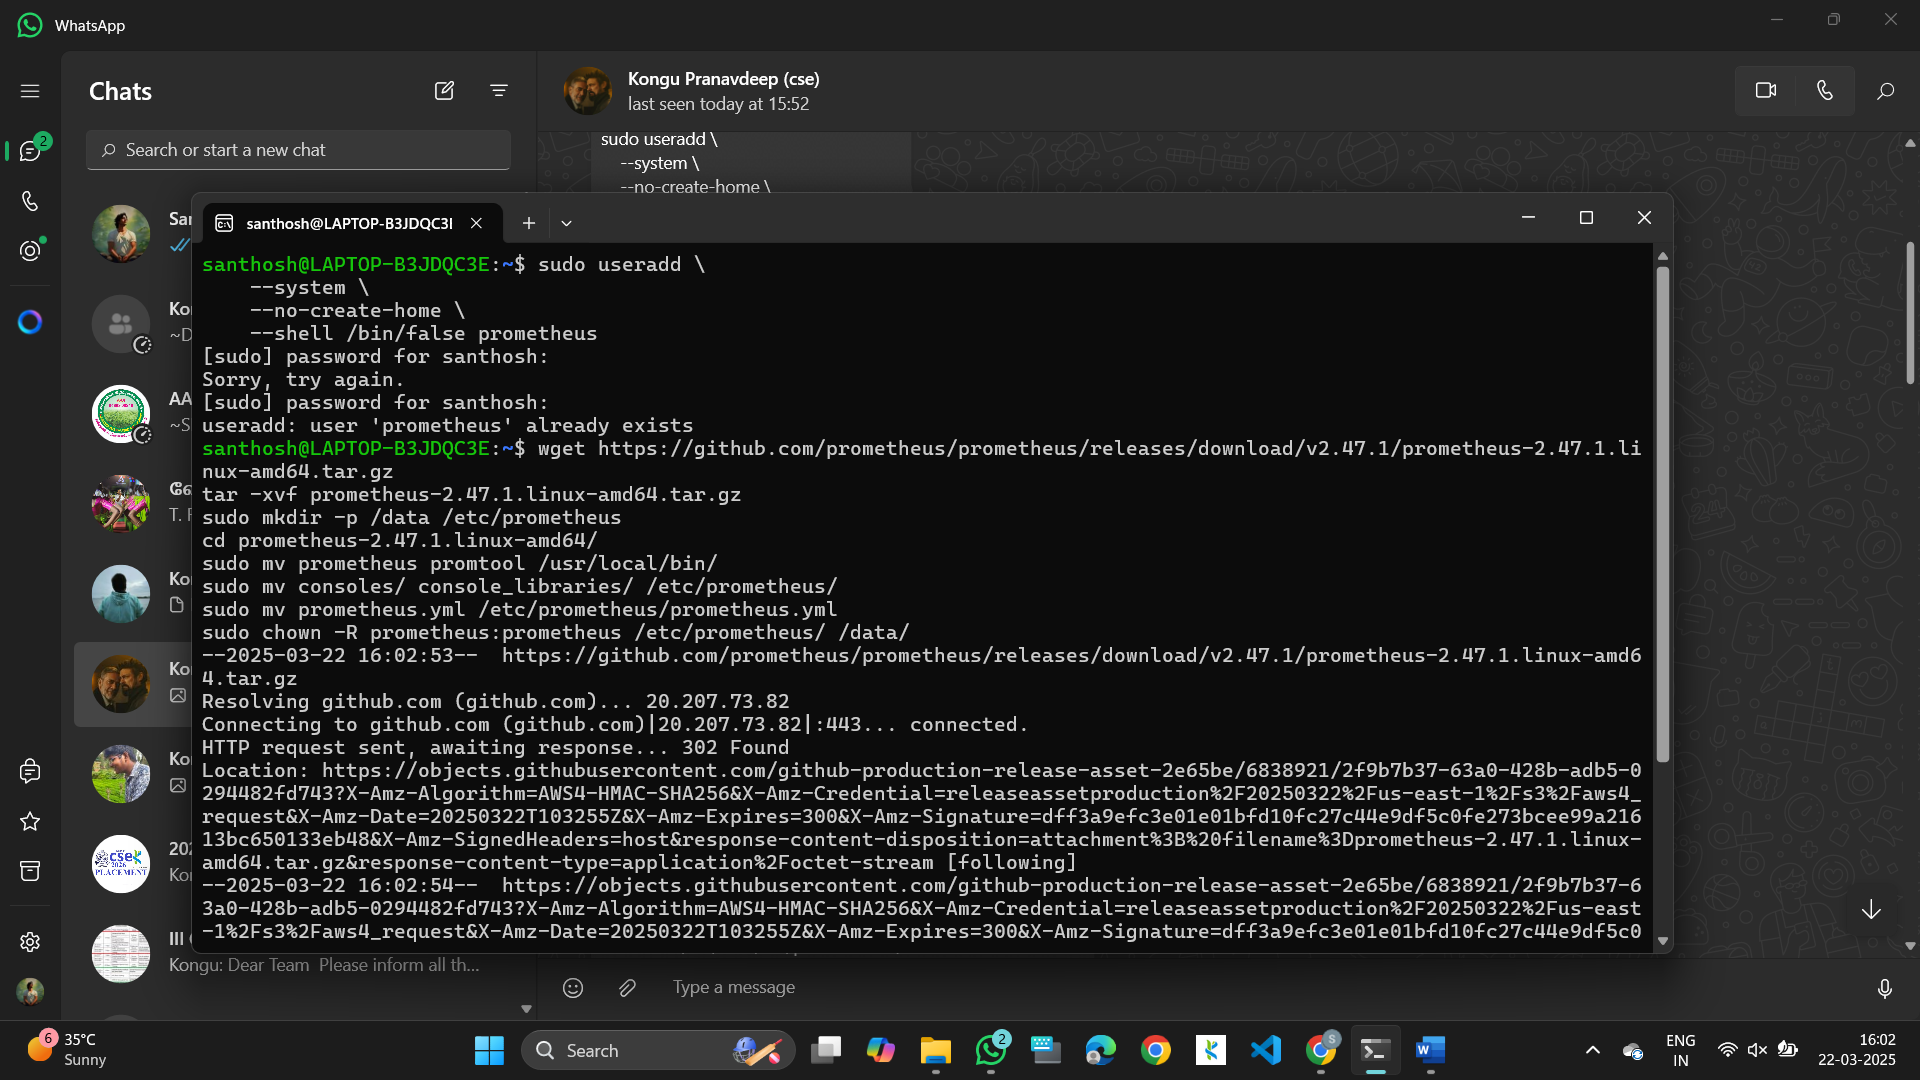 WhatsApp
Chats
2
Search or start a new chat
Kongu Pranavdeep (cse)
last seen today at 15:52
sudo useradd \
--system \
--no-create-home \
santhosh@LAPTOP-B3JDQC3I
santhosh@LAPTOP-B3JDQC3E:~$ sudo useradd \
--system \
--no-create-home \
--shell /bin/false prometheus
[sudo] password for santhosh:
Sorry, try again.
[sudo] password for santhosh:
useradd: user 'prometheus' already exists
santhosh@LAPTOP-B3JDQC3E:~$ wget https://github.com/prometheus/prometheus/releases/download/v2.47.1/prometheus-2.47.1.li
nux-amd64.tar.gz
tar -xvf prometheus-2.47.1.linux-amd64.tar.gz
sudo mkdir -p /data /etc/prometheus
cd prometheus-2.47.1.linux-amd64/
sudo mv prometheus promtool /usr/local/bin/
sudo mv consoles/ console_libraries/ /etc/prometheus/
sudo mv prometheus.yml /etc/prometheus/prometheus.yml
sudo chown -R prometheus:prometheus /etc/prometheus/ /data/
--2025-03-22 16:02:53--  https://github.com/prometheus/prometheus/releases/download/v2.47.1/prometheus-2.47.1.linux-amd6
4.tar.gz
Resolving github.com (github.com)... 20.207.73.82
Connecting to github.com (github.com)|20.207.73.82|:443... connected.
HTTP request sent, awaiting response... 302 Found
Location: https://objects.githubusercontent.com/github-production-release-asset-2e65be/6838921/2f9b7b37-63a0-428b-adb5-0
294482fd743?X-Amz-Algorithm=AWS4-HMAC-SHA256&X-Amz-Credential=releaseassetproduction%2F20250322%2Fus-east-1%2Fs3%2Faws4_
request&X-Amz-Date=20250322T103255Z&X-Amz-Expires=300&X-Amz-Signature=dff3a9efc3e01e01bfd10fc27c44e9df5c0fe273bcee99a216
13bc650133eb48&X-Amz-SignedHeaders=host&response-content-disposition=attachment%3B%20filename%3Dprometheus-2.47.1.linux-
amd64.tar.gz&response-content-type=application%2Foctet-stream [following]
--2025-03-22 16:02:54--  https://objects.githubusercontent.com/github-production-release-asset-2e65be/6838921/2f9b7b37-6
3a0-428b-adb5-0294482fd743?X-Amz-Algorithm=AWS4-HMAC-SHA256&X-Amz-Credential=releaseassetproduction%2F20250322%2Fus-east
-1%2Fs3%2Faws4_request&X-Amz-Date=20250322T103255Z&X-Amz-Expires=300&X-Amz-Signature=dff3a9efc3e01e01bfd10fc27c44e9df5c0
Sar
Ko
~D
AA
~S
T. F
Ko
Ko
Ko
202
Kon
CSE
PLACEMENT
III
Kongu: Dear Team  Please inform all th...
Type a message
6
35°C
Sunny
Search
2
S
ENG
IN
16:02
22-03-2025